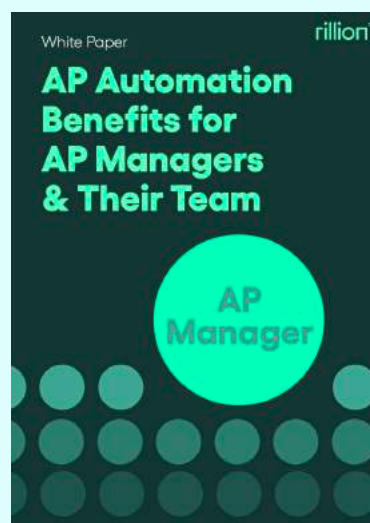 rillion
White Paper
AP Automation
Benefits for
AP Managers
& Their Team
AP
Manager